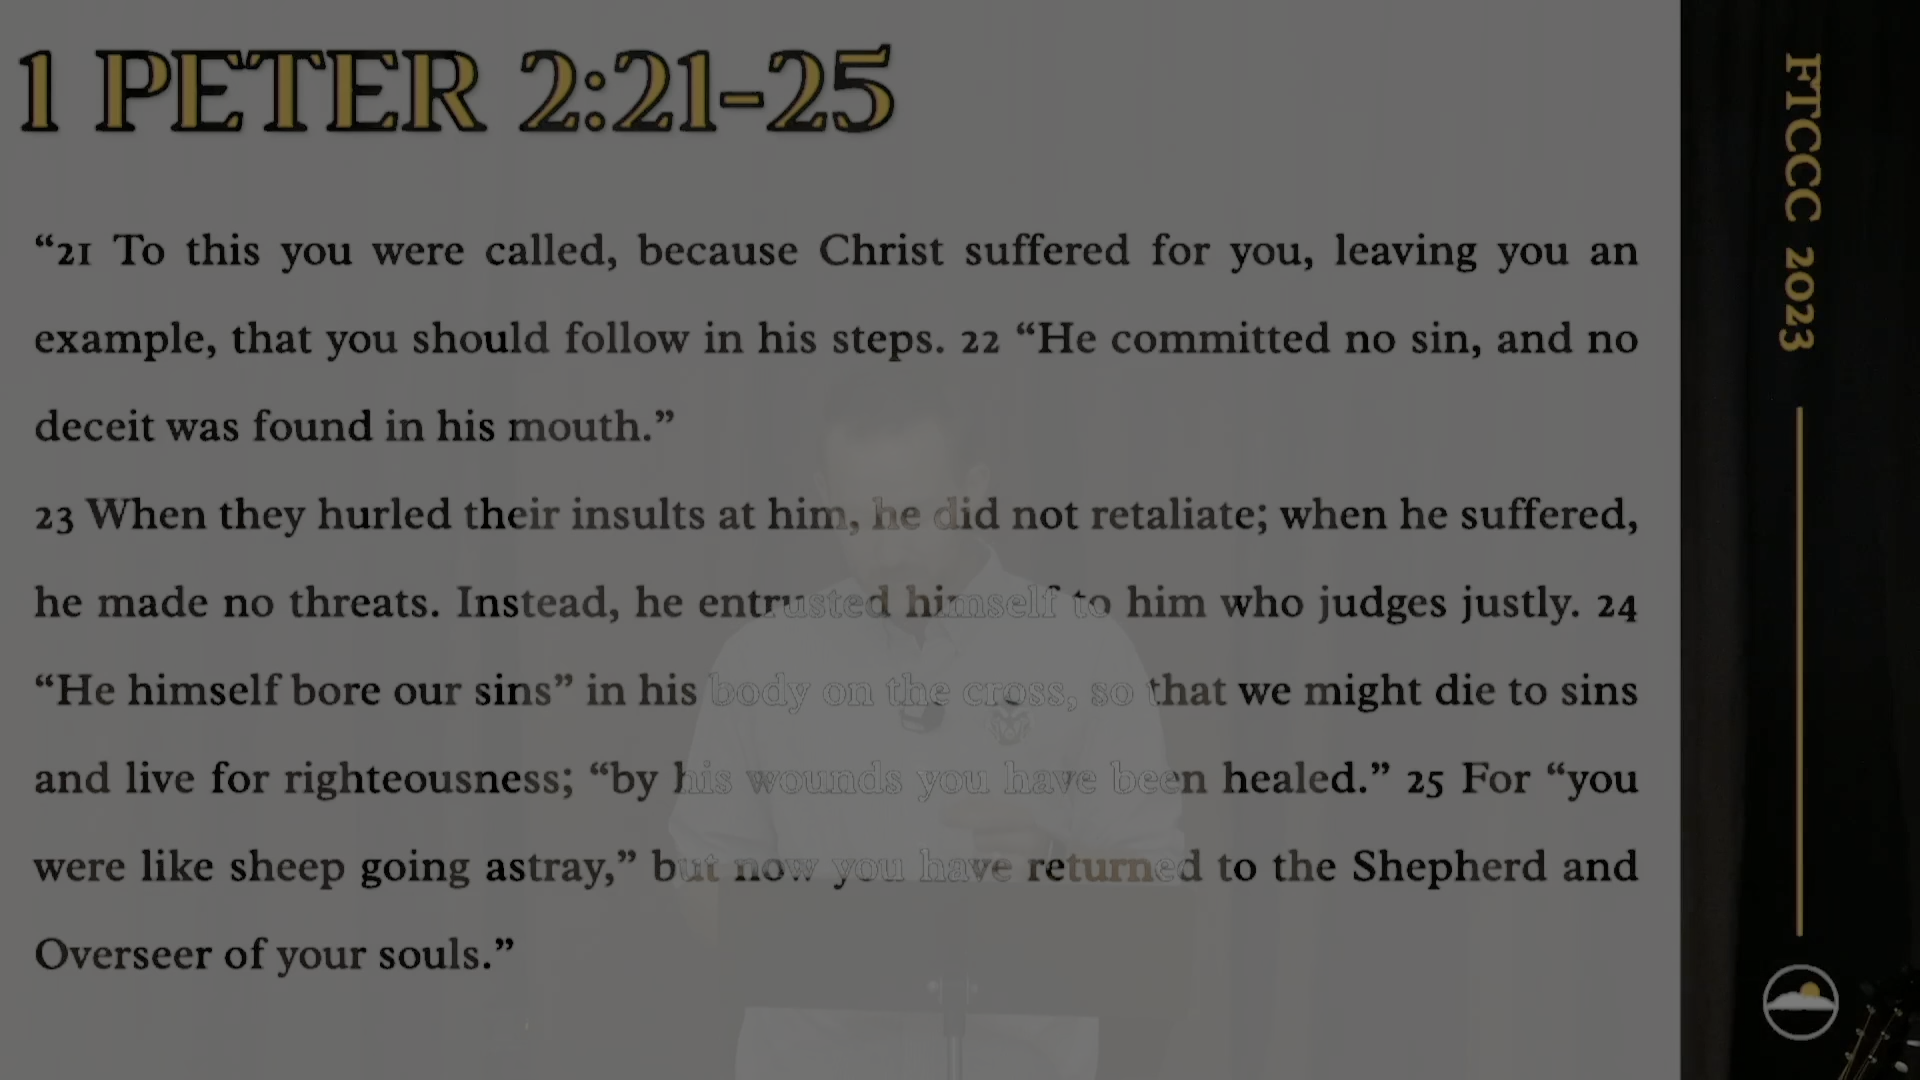 1 PETER 2:21-25
“21 To this you were called, because Christ suffered for you, leaving you an
example, that you should follow in his steps. 22 “He committed no sin, and no
deceit was found in his mouth.”
23 When they hurled their insults at him, he did not retaliate; when he suffered,
he made no threats. Instead, he entrusted himself to him who judges justly. 24
“He himself bore our sins” in his body on the cross, so that we might die to sins
and live for righteousness; “by his wounds you have been healed.” 25 For “you
were like sheep going astray,” but now you have returned to the Shepherd and
Overseer of your souls.”
FTCCC 2023